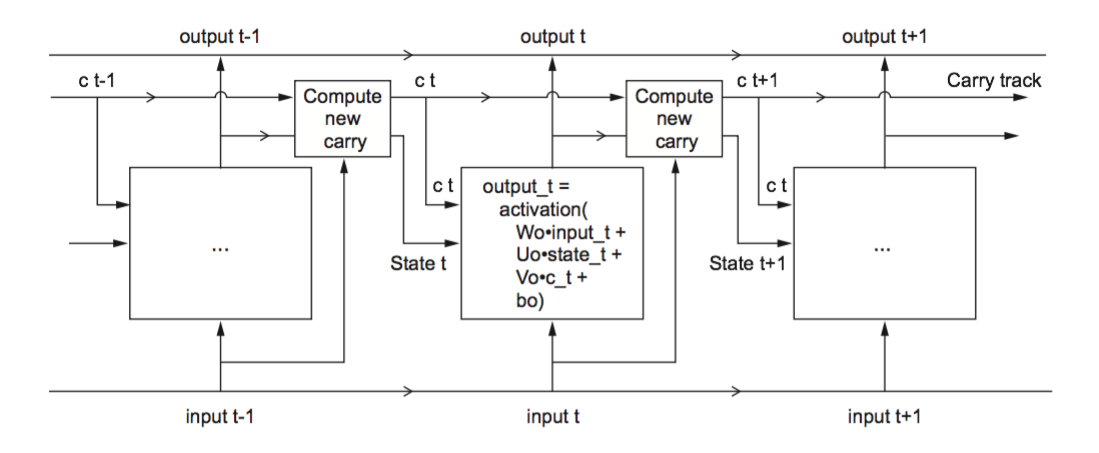 output t-1
output t
output t+1
c t-1
c t
c t+1
Carry track
Compute
new
carry
Compute
new
carry
c t
output_t =
activation(
Wo•input_t +
Uo•state_t +
Vo•c_t +
bo)
c t
...
...
State t
State t+1
input t-1
input t
input t+1